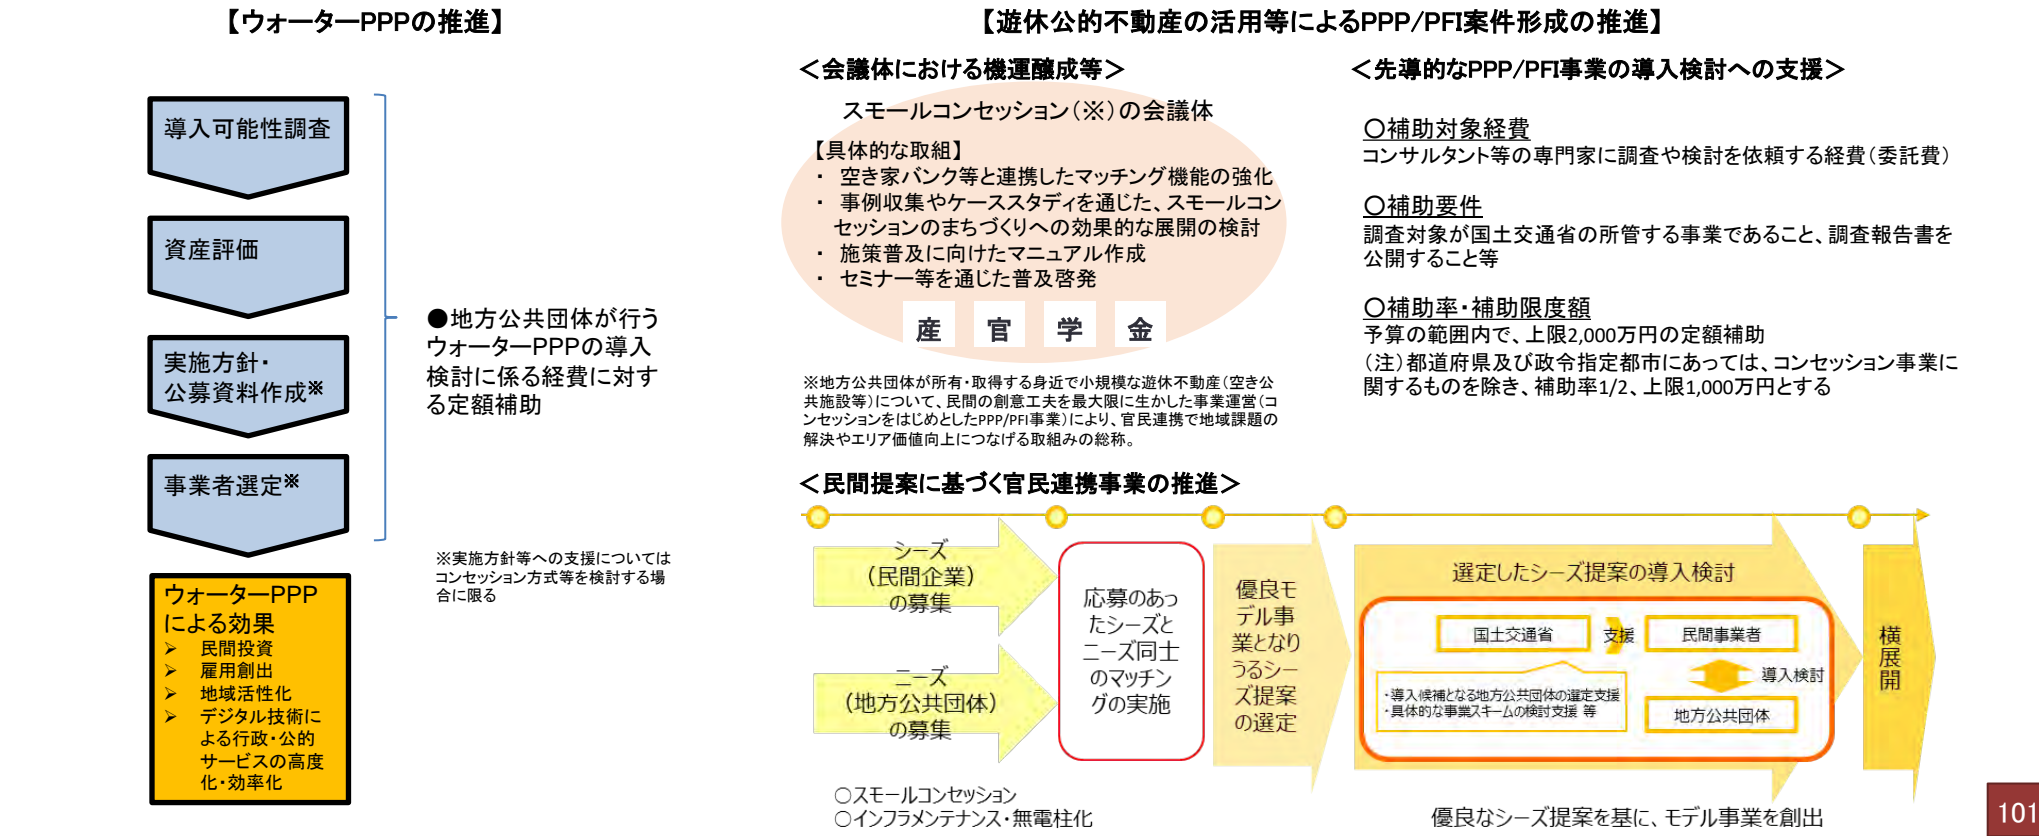 【ウォーターPPPの推進】
導入可能性調査
資産評価
実施方針・
公募資料作成※
事業者選定※
ウォーターPPP
による効果
➢ 民間投資
➢ 雇用創出
➢ 地域活性化
➢ デジタル技術に
よる行政・公的
サービスの高度
化・効率化
●地方公共団体が行う
ウォーターPPPの導入
検討に係る経費に対す
る定額補助
※実施方針等への支援については
コンセッション方式等を検討する場
合に限る
【遊休公的不動産の活用等によるPPP/PFI案件形成の推進】
＜会議体における機運醸成等＞
スモールコンセッション（※）の会議体
【具体的な取組】
・ 空き家バンク等と連携したマッチング機能の強化
・ 事例収集やケーススタディを通じた、スモールコン
セッションのまちづくりへの効果的な展開の検討
・ 施策普及に向けたマニュアル作成
・ セミナー等を通じた普及啓発
産 官 学 金
※地方公共団体が所有・取得する身近で小規模な遊休不動産（空き公
共施設等）について、民間の創意工夫を最大限に生かした事業運営（コ
ンセッションをはじめとしたPPP/PFI事業）により、官民連携で地域課題の
解決やエリア価値向上につなげる取組みの総称。
＜先導的なPPP/PFI事業の導入検討への支援＞
○補助対象経費
コンサルタント等の専門家に調査や検討を依頼する経費（委託費）
○補助要件
調査対象が国土交通省の所管する事業であること、調査報告書を
公開すること等
○補助率・補助限度額
予算の範囲内で、上限2,000万円の定額補助
（注）都道府県及び政令指定都市にあっては、コンセッション事業に
関するものを除き、補助率1/2、上限1,000万円とする
＜民間提案に基づく官民連携事業の推進＞
シーズ
（民間企業）
の募集
ニーズ
（地方公共団体）
の募集
応募のあっ
たシーズと
ニーズ同士
のマッチン
グの実施
優良モ
デル事
業となり
うるシー
ズ提案
の選定
選定したシーズ提案の導入検討
国土交通省
支援
民間事業者
導入検討
・導入候補となる地方公共団体の選定支援
・具体的な事業スキームの検討支援 等
地方公共団体
横展開
○スモールコンセッション
○インフラメンテナンス・無電柱化
優良なシーズ提案を基に、モデル事業を創出
101